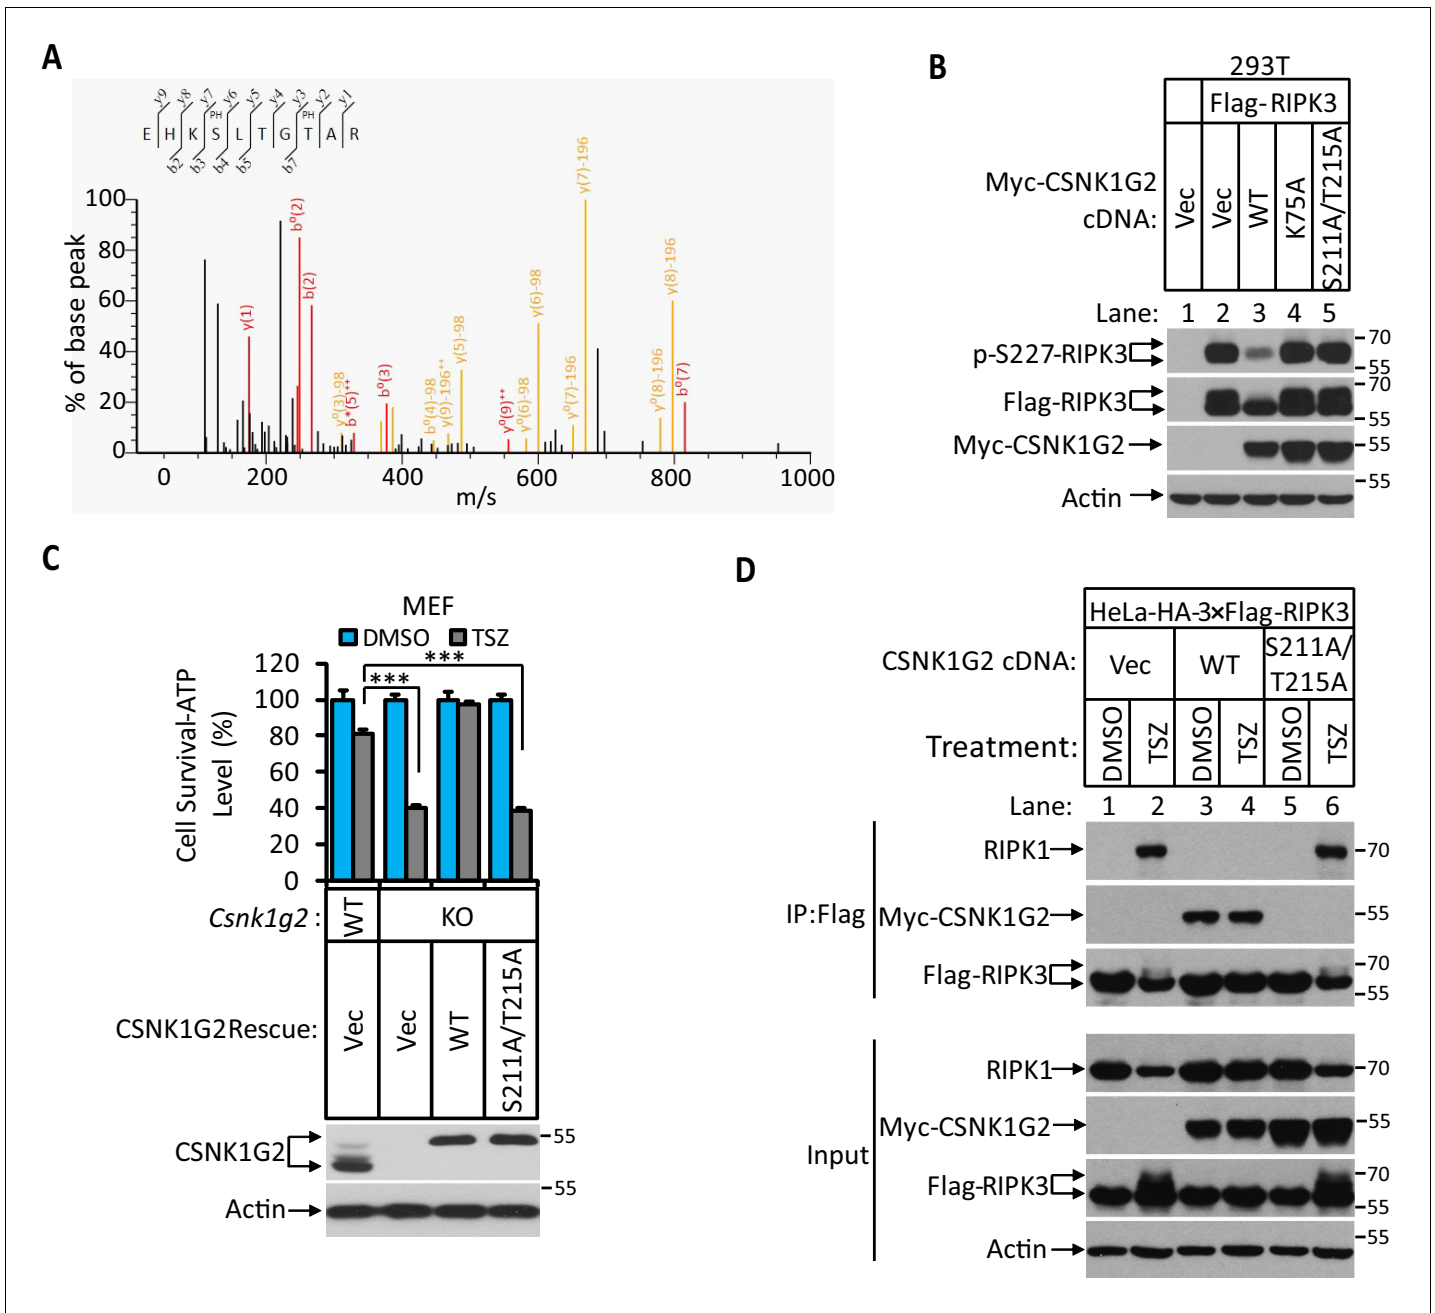 A
y9 y8 y7 y6 y5 y4 y3 y2 y1
PH PH
E H K S L T G T A R
b2 b3 b4 b5 b7
% of base peak
100
80
60
40
20
0
y(1)
b⁰(2)
b(2)
y⁰(3)-98
b*(5)⁺⁺
b⁰(3)
b⁰(4)-98
y(9)-196⁺⁺
y(5)-98
y⁰(9)⁺⁺
y⁰(6)-98
y(6)-98
y⁰(7)-196
y(7)-196
y⁰(8)-196
y(8)-196
b⁰(7)
0 200 400 600 800 1000
m/s
B
293T
Flag-RIPK3
Myc-CSNK1G2
cDNA:
Vec Vec WT K75A S211A/T215A
Lane: 1 2 3 4 5
p-S227-RIPK3
70
55
Flag-RIPK3
70
55
Myc-CSNK1G2
55
55
Actin
C
MEF
DMSO TSZ
Cell Survival-ATP
Level (%)
120
100
80
60
40
20
0
***
***
Csnk1g2 : WT KO
CSNK1G2Rescue: Vec Vec WT S211A/T215A
CSNK1G2
55
55
Actin
D
HeLa-HA-3×Flag-RIPK3
CSNK1G2 cDNA: Vec WT S211A/
T215A
Treatment: DMSO TSZ DMSO TSZ DMSO TSZ
Lane: 1 2 3 4 5 6
IP:Flag
RIPK1
70
Myc-CSNK1G2
55
Flag-RIPK3
70
55
Input
RIPK1
70
Myc-CSNK1G2
55
Flag-RIPK3
70
55
55
Actin